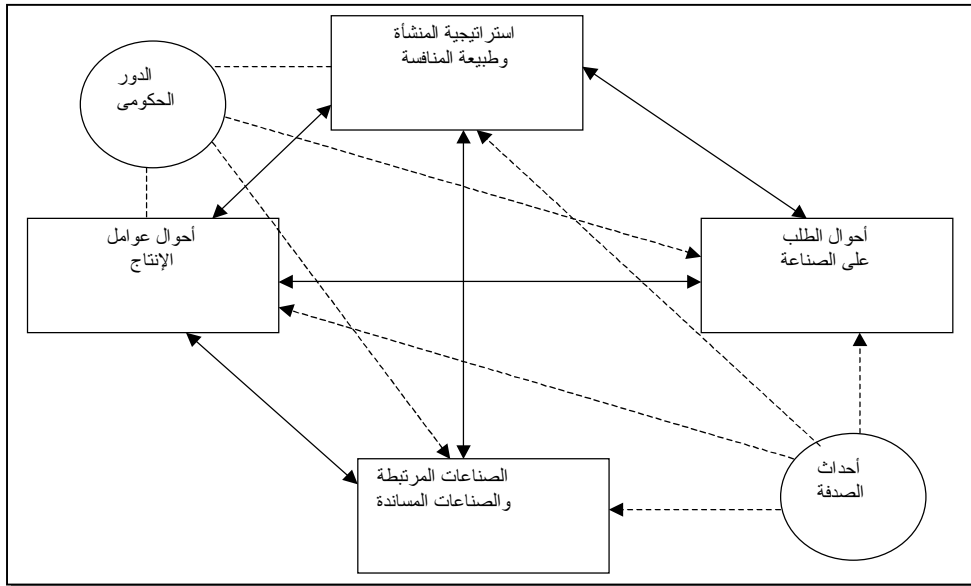 استراتيجية المنشأة
وطبيعة المنافسة
الدور
الحكومى
أحوال عوامل
الإنتاج
أحوال الطلب
على الصناعة
الصناعات المرتبطة
والصناعات المساندة
أحداث
الصدفة